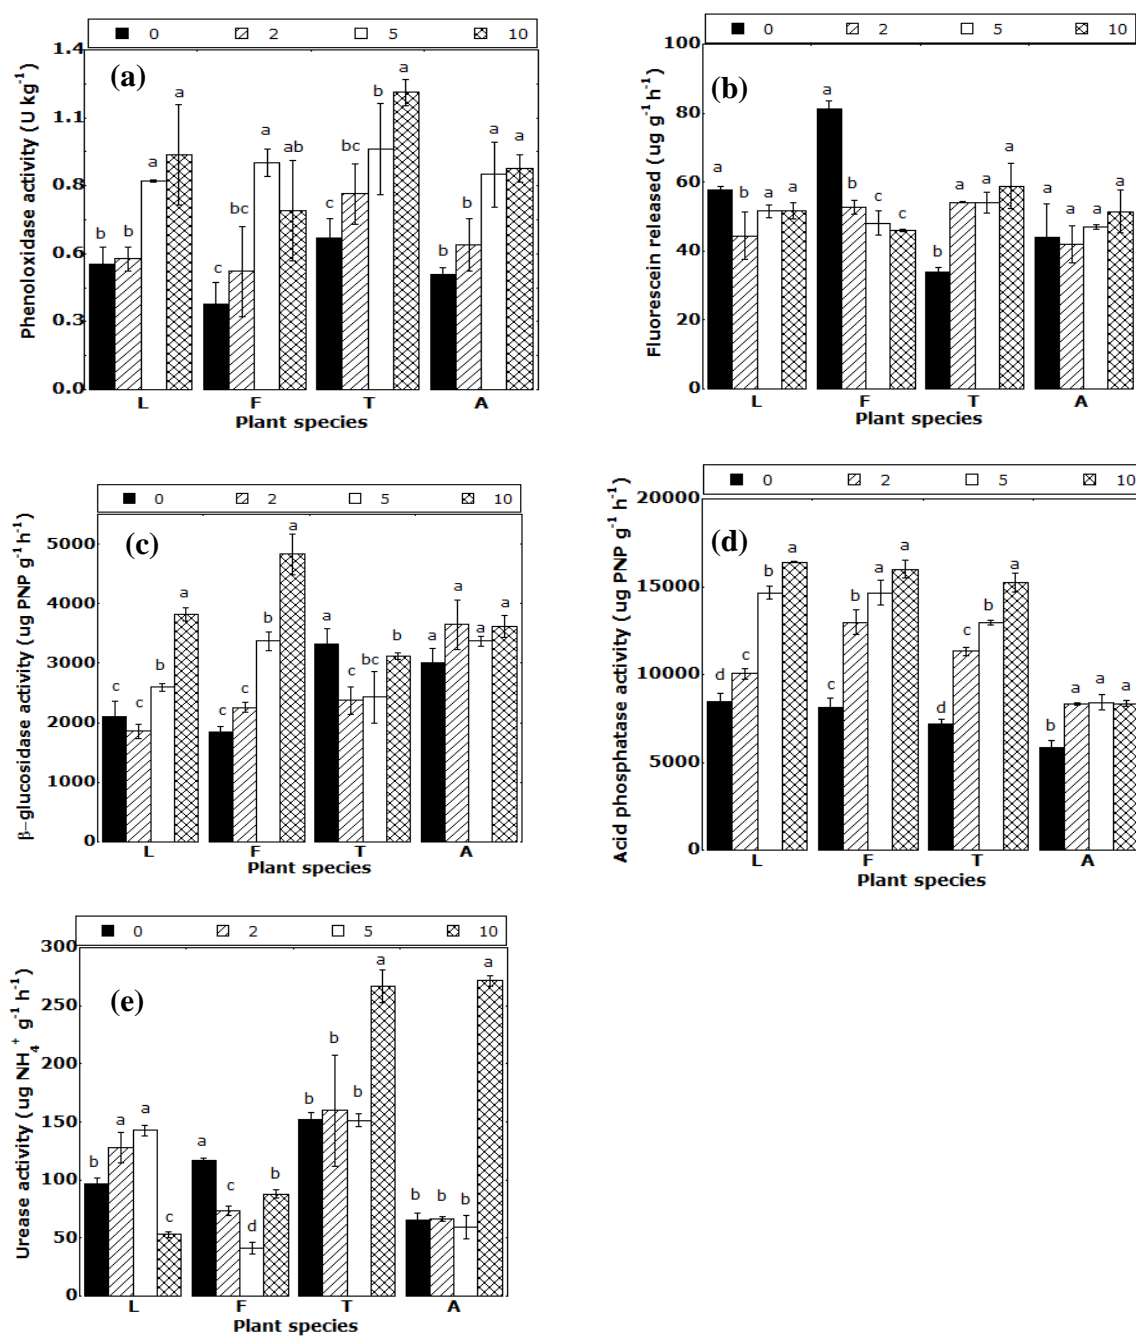 0 2 5 10
(a)
Phenoloxidase activity (U kg⁻¹)
1.4
1.1
0.8
0.6
0.3
0.0
b b a a
c bc a ab
c bc b a
b b a a
L F T A
Plant species
0 2 5 10
(b)
Fluorescein released (ug g⁻¹ h⁻¹)
100
80
60
40
20
0
a b a a
a b c c
b a a a
a a a a
L F T A
Plant species
0 2 5 10
(c)
β-glucosidase activity (ug PNP g⁻¹ h⁻¹)
5000
4000
3000
2000
1000
0
c c b a
c c b a
a c bc b
a a a a
L F T A
Plant species
0 2 5 10
(d)
Acid phosphatase activity (ug PNP g⁻¹ h⁻¹)
20000
15000
10000
5000
0
d c b a
c b a a
d c b a
b a a a
L F T A
Plant species
0 2 5 10
(e)
Urease activity (ug NH₄⁺ g⁻¹ h⁻¹)
300
250
200
150
100
50
0
b a a c
a c d b
b b b a
b b b a
L F T A
Plant species